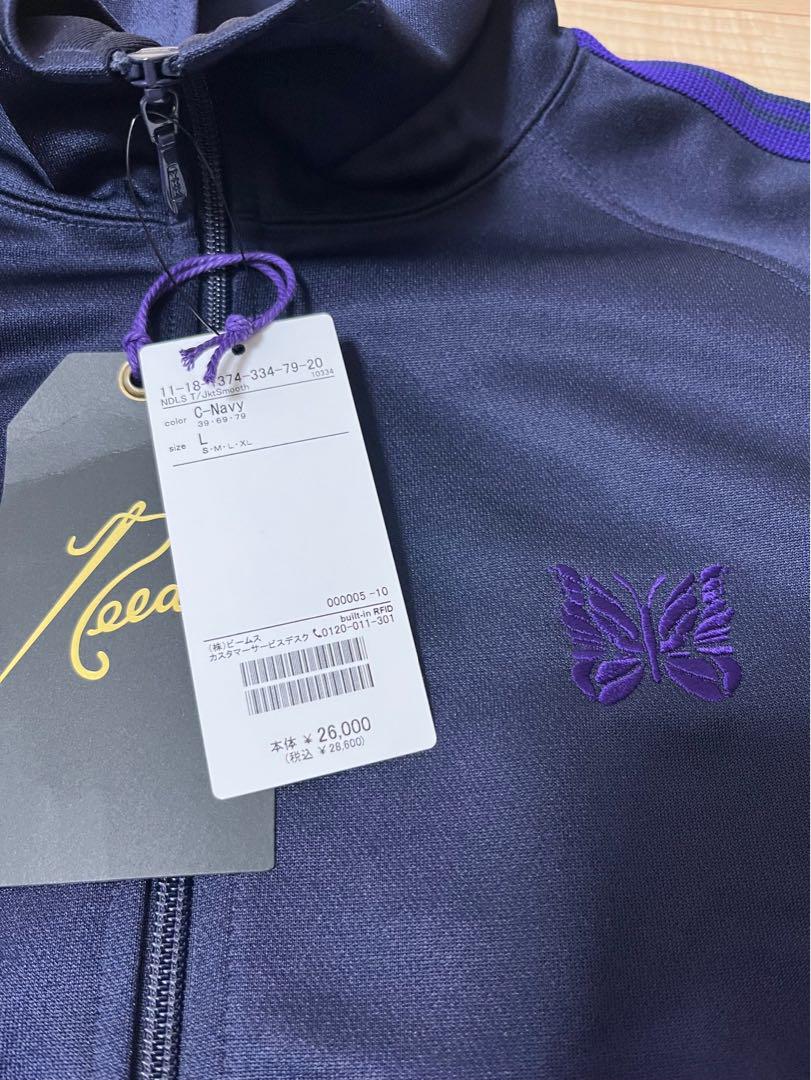 11-18-1374-334-79-20
NDLS T/JktSmooth 10334
color C-Navy
39・69・79
size L
S・M・L・XL
000005 -10
built-in RFID
(株)ビームス
カスタマーサービスデスク 0120-011-301
本体 ¥ 26,000
(税込 ¥ 28,600)